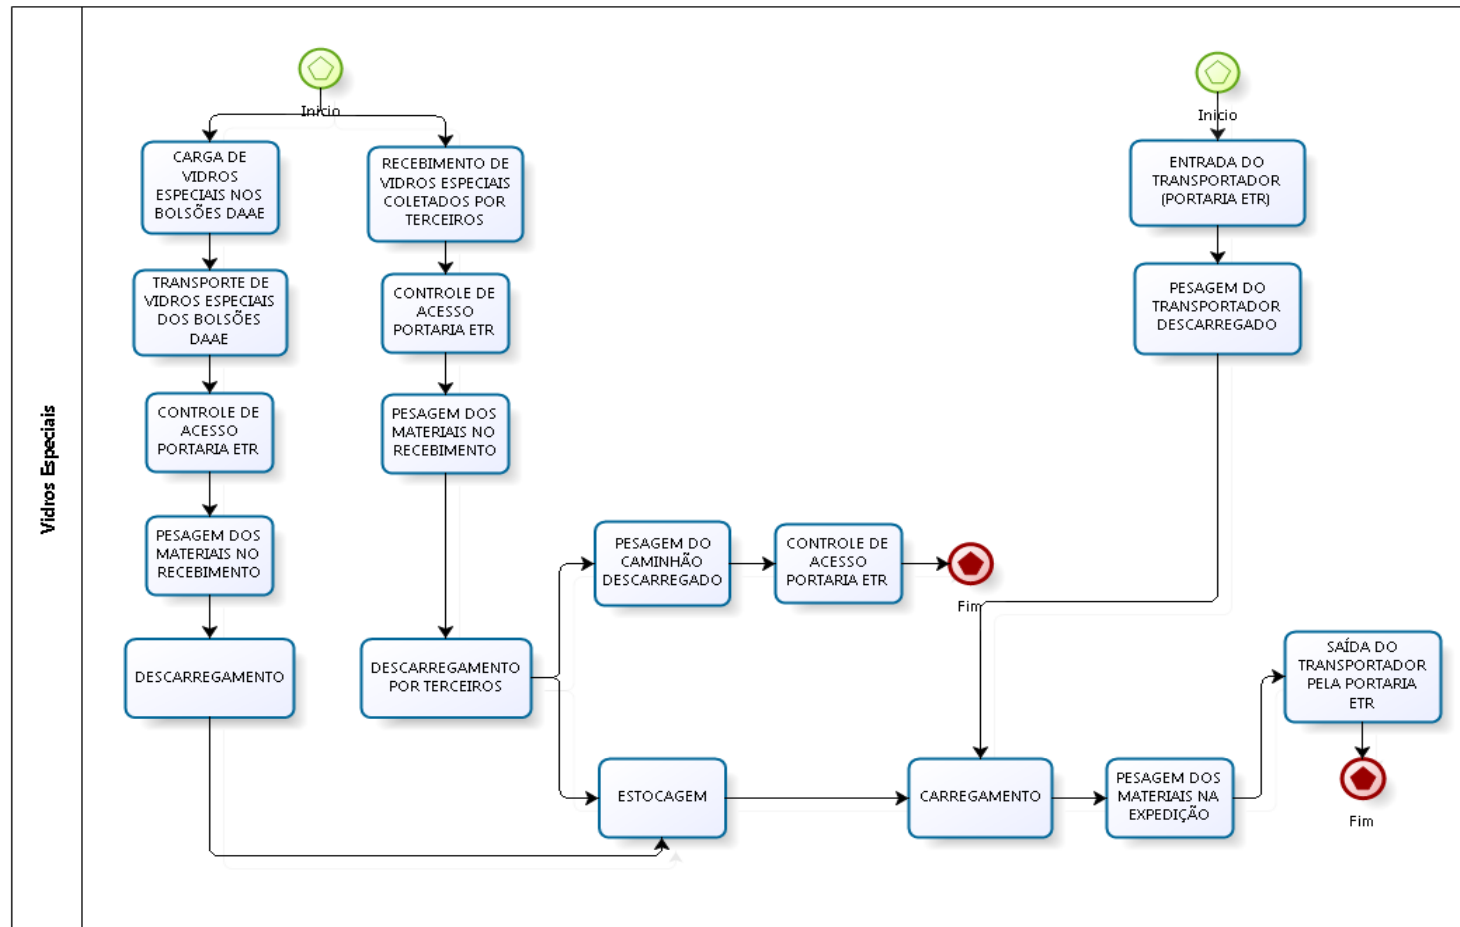 Vidros Especiais
Início
CARGA DE
VIDROS
ESPECIAIS NOS
BOLSÕES DAAE
TRANSPORTE DE
VIDROS ESPECIAIS
DOS BOLSÕES
DAAE
CONTROLE DE
ACESSO
PORTARIA ETR
PESAGEM DOS
MATERIAIS NO
RECEBIMENTO
DESCARREGAMENTO
RECEBIMENTO DE
VIDROS ESPECIAIS
COLETADOS POR
TERCEIROS
CONTROLE DE
ACESSO
PORTARIA ETR
PESAGEM DOS
MATERIAIS NO
RECEBIMENTO
DESCARREGAMENTO
POR TERCEIROS
PESAGEM DO
CAMINHÃO
DESCARREGADO
CONTROLE DE
ACESSO
PORTARIA ETR
Fim
ESTOCAGEM
Início
ENTRADA DO
TRANSPORTADOR
(PORTARIA ETR)
PESAGEM DO
TRANSPORTADOR
DESCARREGADO
CARREGAMENTO
PESAGEM DOS
MATERIAIS NA
EXPEDIÇÃO
SAÍDA DO
TRANSPORTADOR
PELA PORTARIA
ETR
Fim